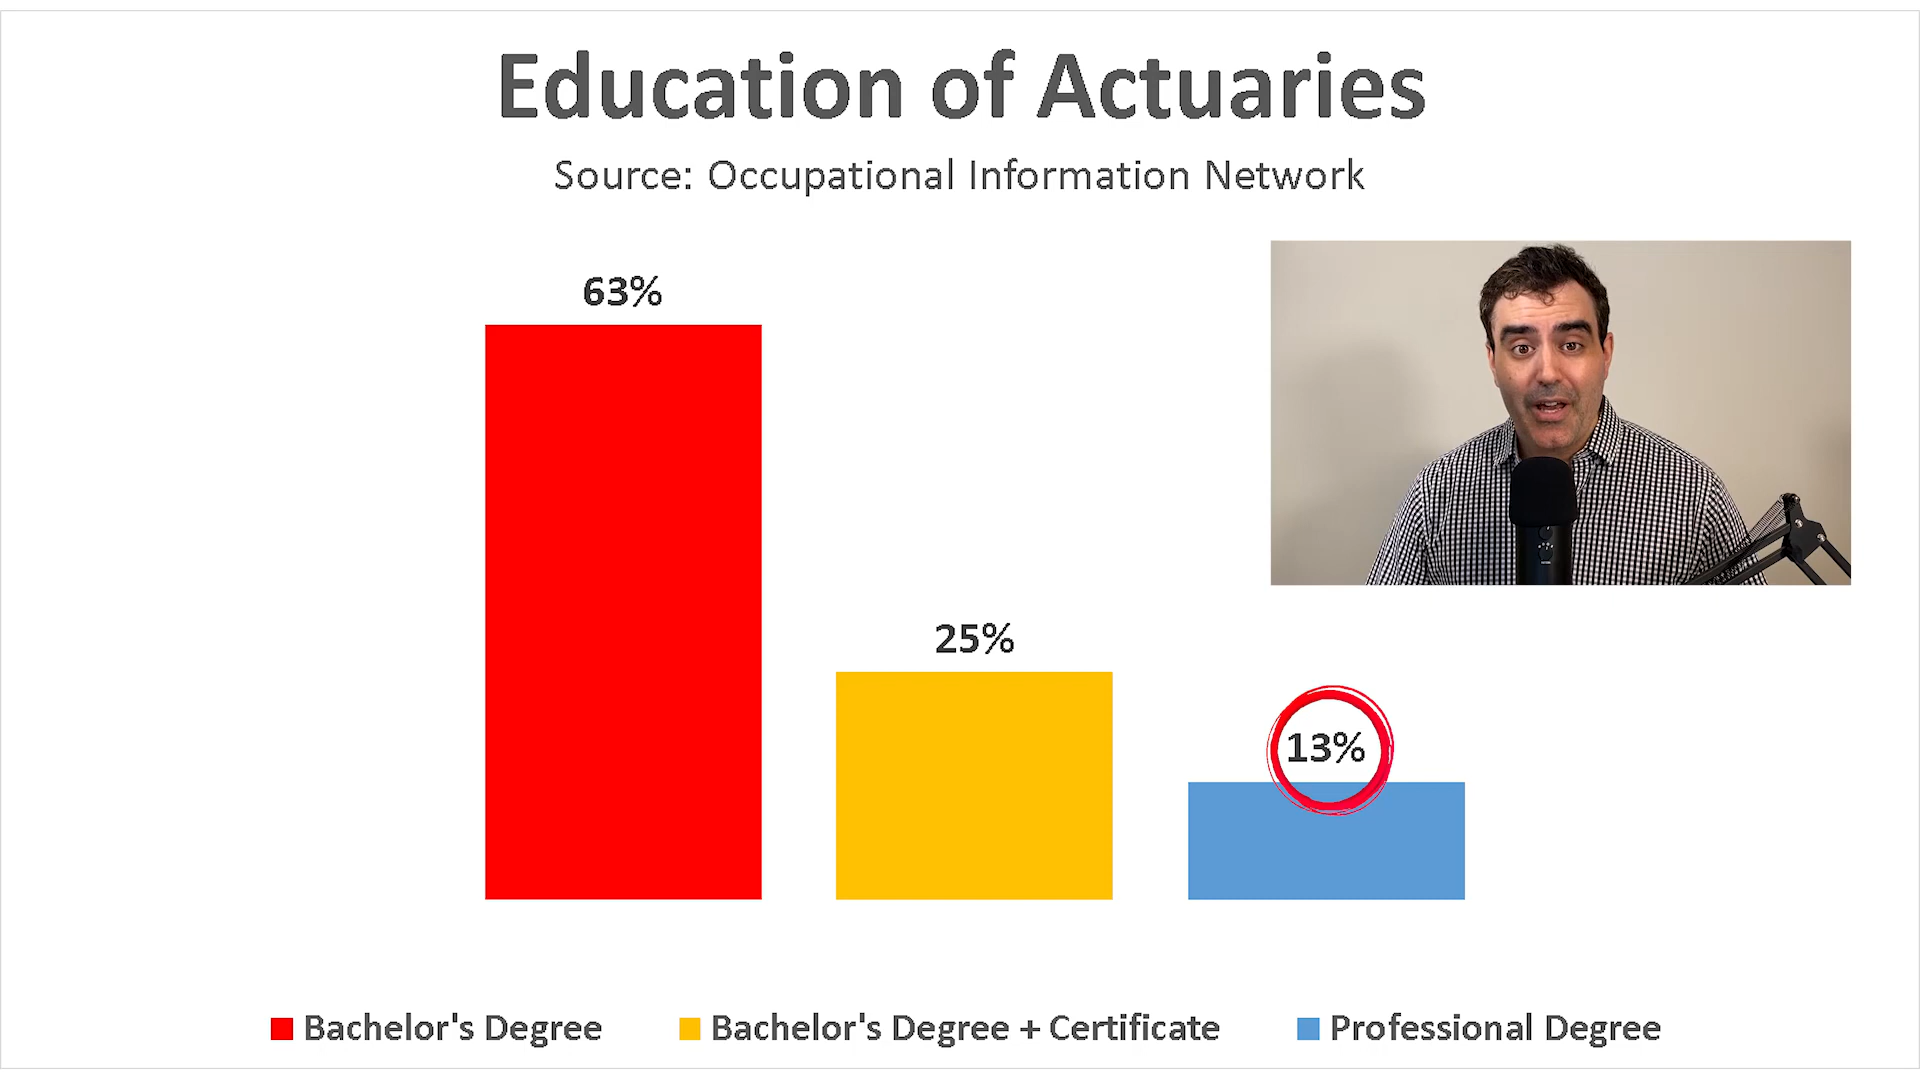 Education of Actuaries
Source: Occupational Information Network
63%
25%
13%
Bachelor's Degree
Bachelor's Degree + Certificate
Professional Degree